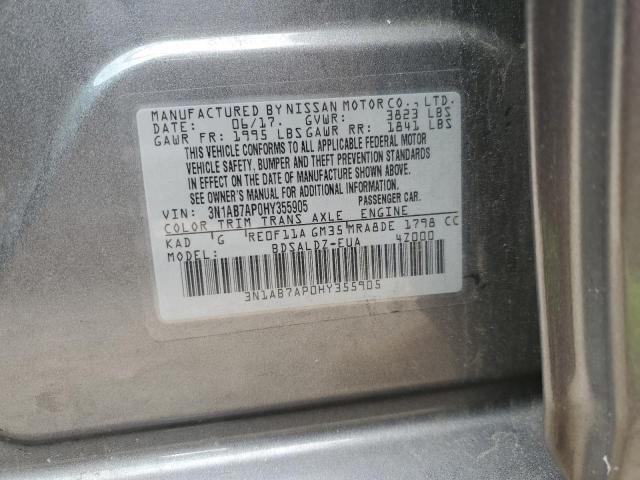 MANUFACTURED BY NISSAN MOTOR CO., LTD.
DATE: 06/17. GVWR: 3823 LBS
GAWR FR: 1995 LBS GAWR RR: 1841 LBS
THIS VEHICLE CONFORMS TO ALL APPLICABLE FEDERAL MOTOR
VEHICLE SAFETY, BUMPER AND THEFT PREVENTION STANDARDS
IN EFFECT ON THE DATE OF MANUFACTURE SHOWN ABOVE.
SEE OWNER'S MANUAL FOR ADDITIONAL INFORMATION.
VIN: 3N1AB7AP0HY355905 PASSENGER CAR.
COLOR TRIM TRANS AXLE ENGINE
KAD G RE0F11A GM35 MRA8DE 1798 CC
MODEL: BDSALDZ-EUA 4Z000
3N1AB7AP0HY355905